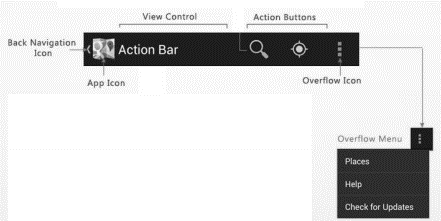 View Control
Action Buttons
Back Navigation
Icon
Action Bar
App Icon
Overflow Icon
Overflow Menu
Places
Help
Check for Updates